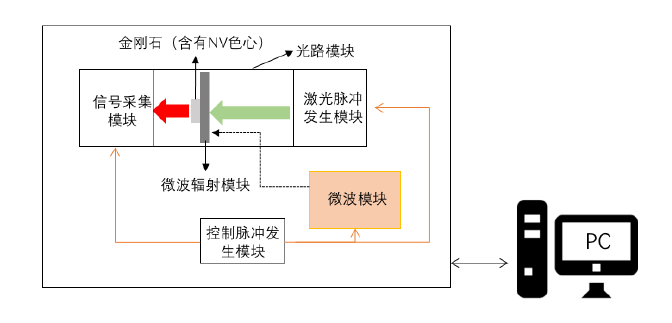 金刚石（含有NV色心）
光路模块
信号采集
模块
激光脉冲
发生模块
微波辐射模块
微波模块
控制脉冲发
生模块
PC